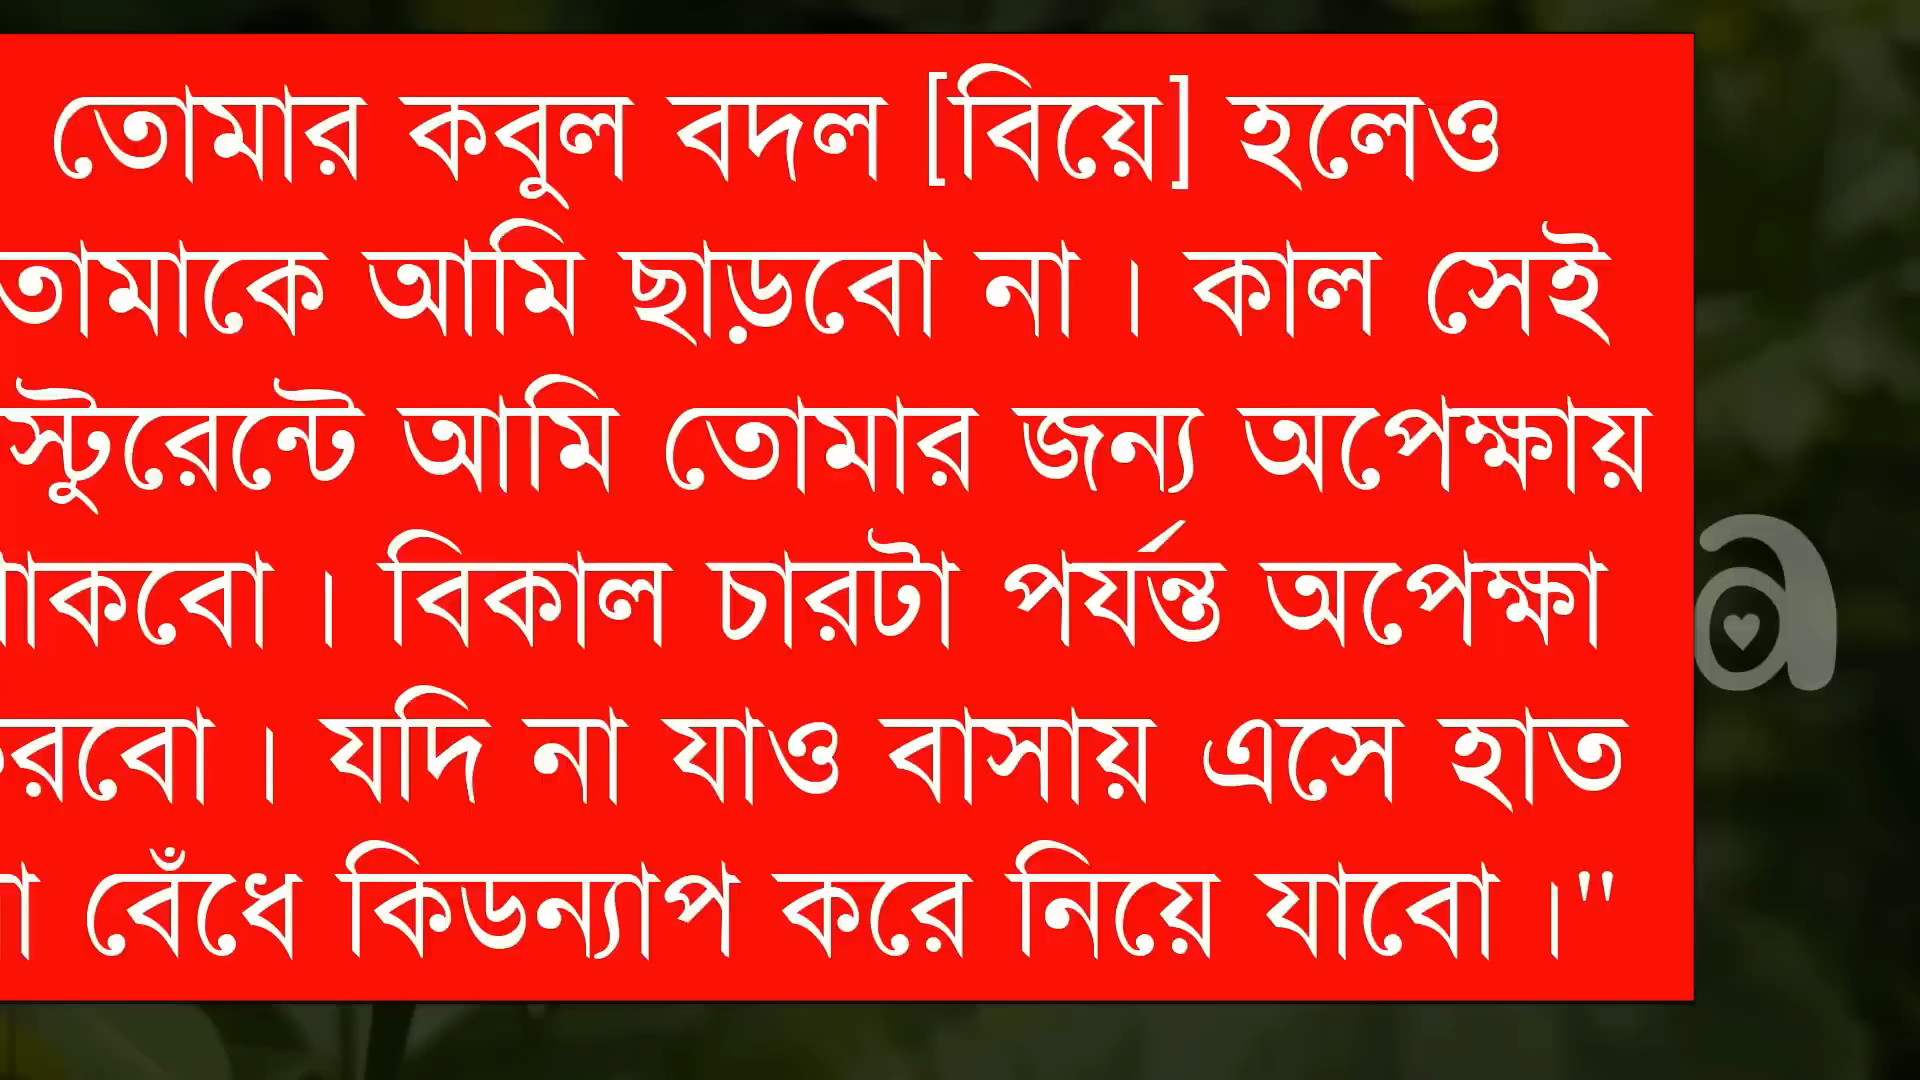 তোমার কবুল বদল [বিয়ে] হলেও
তামাকে আমি ছাড়বো না । কাল সেই
স্টুরেন্টে আমি তোমার জন্য অপেক্ষায়
াকবো । বিকাল চারটা পর্যন্ত অপেক্ষা
রবো । যদি না যাও বাসায় এসে হাত
া বেঁধে কিডন্যাপ করে নিয়ে যাবো ।"
a